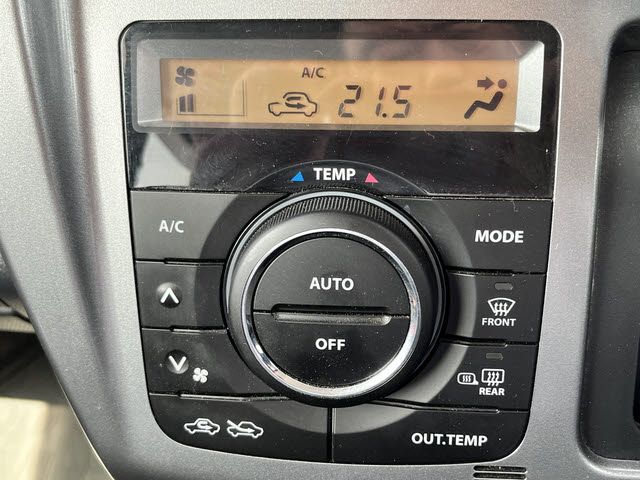 A/C
21.5
TEMP
A/C
MODE
AUTO
OFF
FRONT
REAR
OUT.TEMP